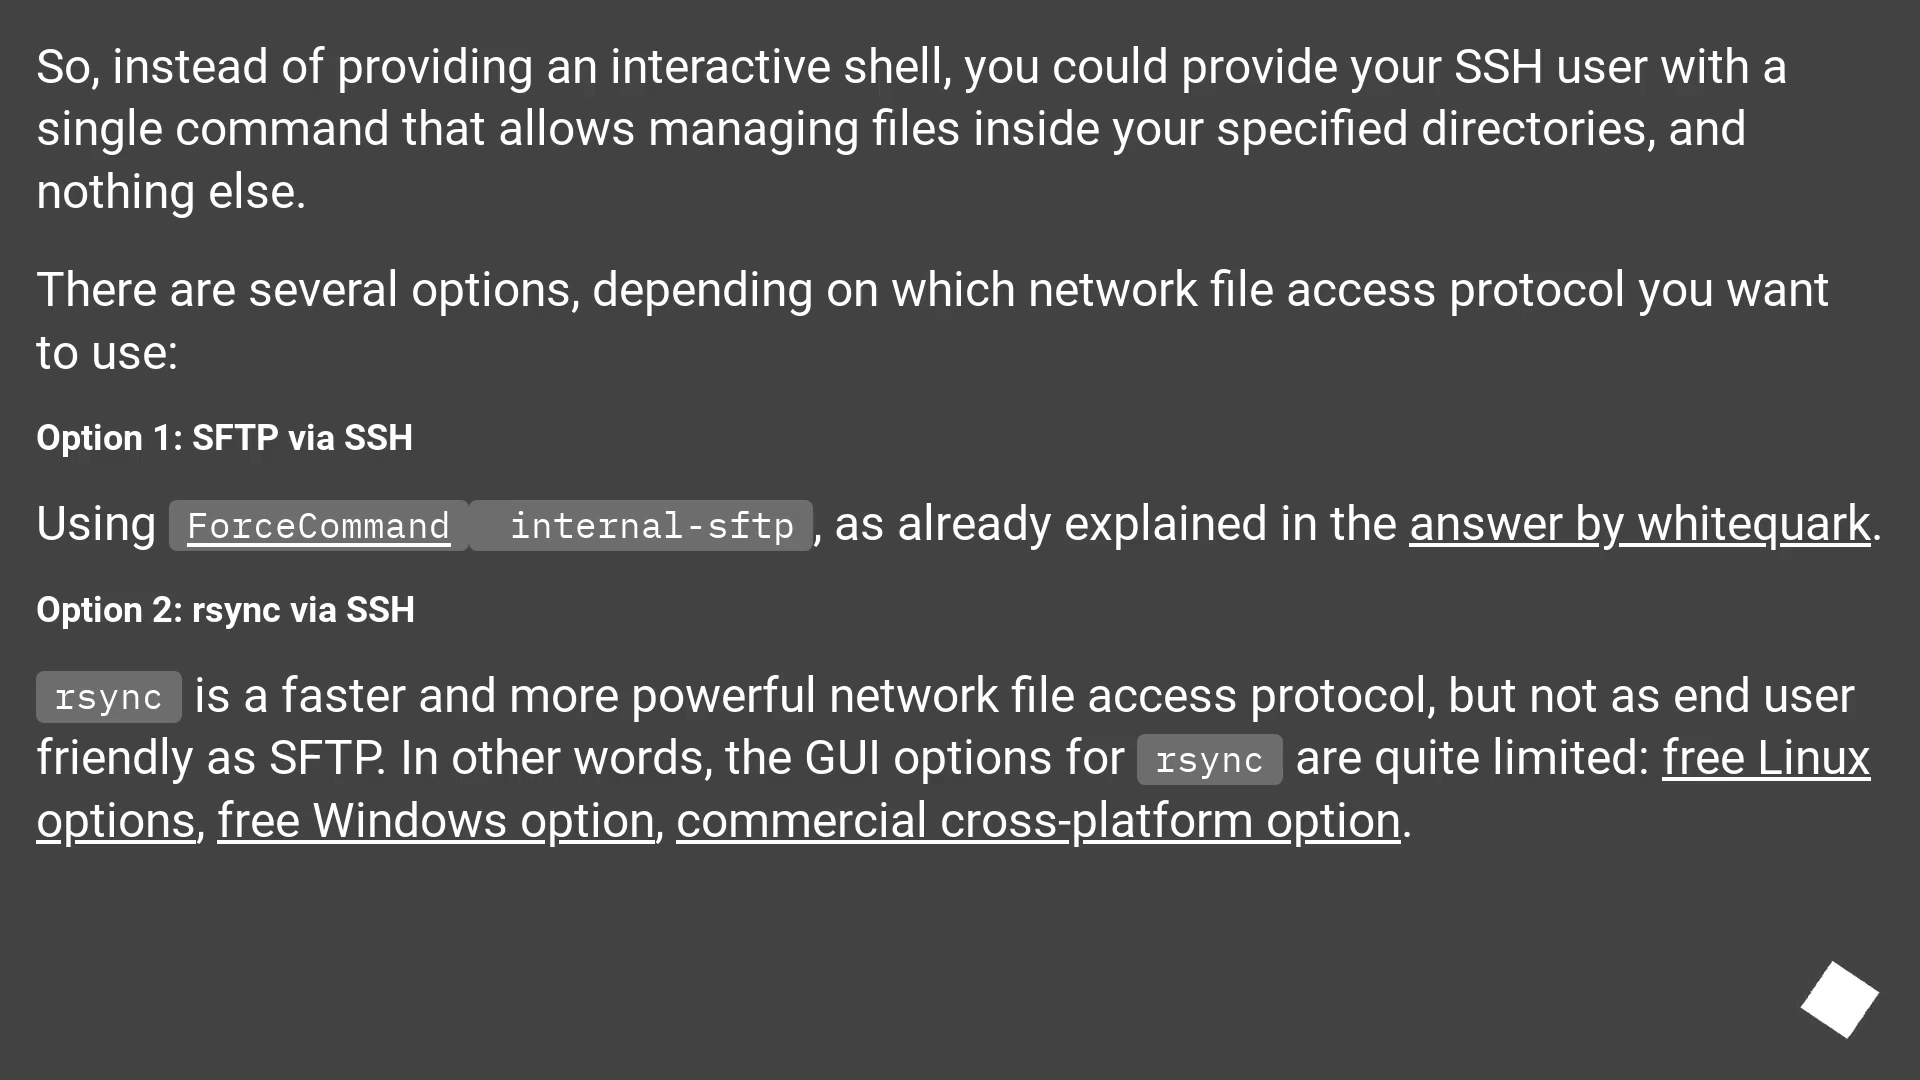 So, instead of providing an interactive shell, you could provide your SSH user with a
single command that allows managing files inside your specified directories, and
nothing else.
There are several options, depending on which network file access protocol you want
to use:
Option 1: SFTP via SSH
Using ForceCommand internal-sftp, as already explained in the answer by whitequark.
Option 2: rsync via SSH
rsync is a faster and more powerful network file access protocol, but not as end user
friendly as SFTP. In other words, the GUI options for rsync are quite limited: free Linux
options, free Windows option, commercial cross-platform option.